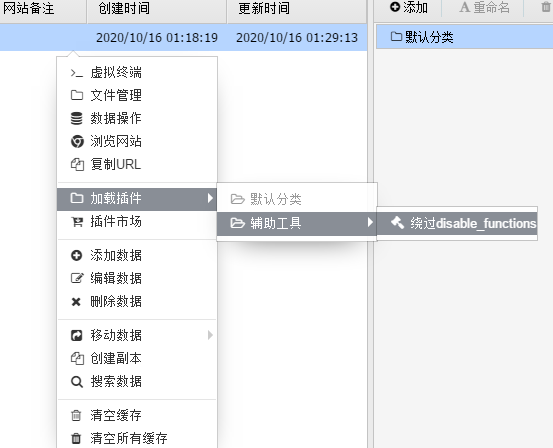 网站备注 创建时间 更新时间
添加 重命名
2020/10/16 01:18:19 2020/10/16 01:29:13
默认分类
虚拟终端
文件管理
数据操作
浏览网站
复制URL
加载插件
默认分类
插件市场
辅助工具
绕过disable_functions
添加数据
编辑数据
删除数据
移动数据
创建副本
搜索数据
清空缓存
清空所有缓存